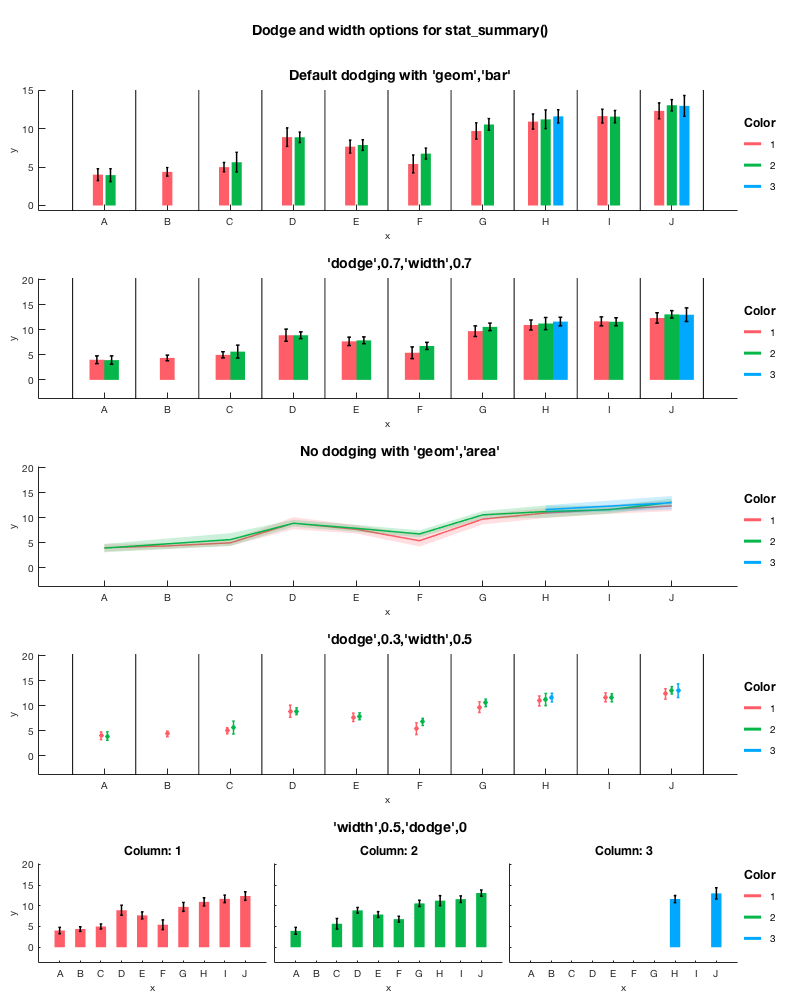 Dodge and width options for stat_summary()
Default dodging with 'geom','bar'
15
10
5
0
y
A B C D E F G H I J
x
Color
1
2
3
'dodge',0.7,'width',0.7
20
15
10
5
0
y
A B C D E F G H I J
x
Color
1
2
3
No dodging with 'geom','area'
20
15
10
5
0
y
A B C D E F G H I J
x
Color
1
2
3
'dodge',0.3,'width',0.5
20
15
10
5
0
y
A B C D E F G H I J
x
Color
1
2
3
'width',0.5,'dodge',0
Column: 1
20
15
10
5
0
y
A B C D E F G H I J
x
Column: 2
A B C D E F G H I J
x
Column: 3
A B C D E F G H I J
x
Color
1
2
3